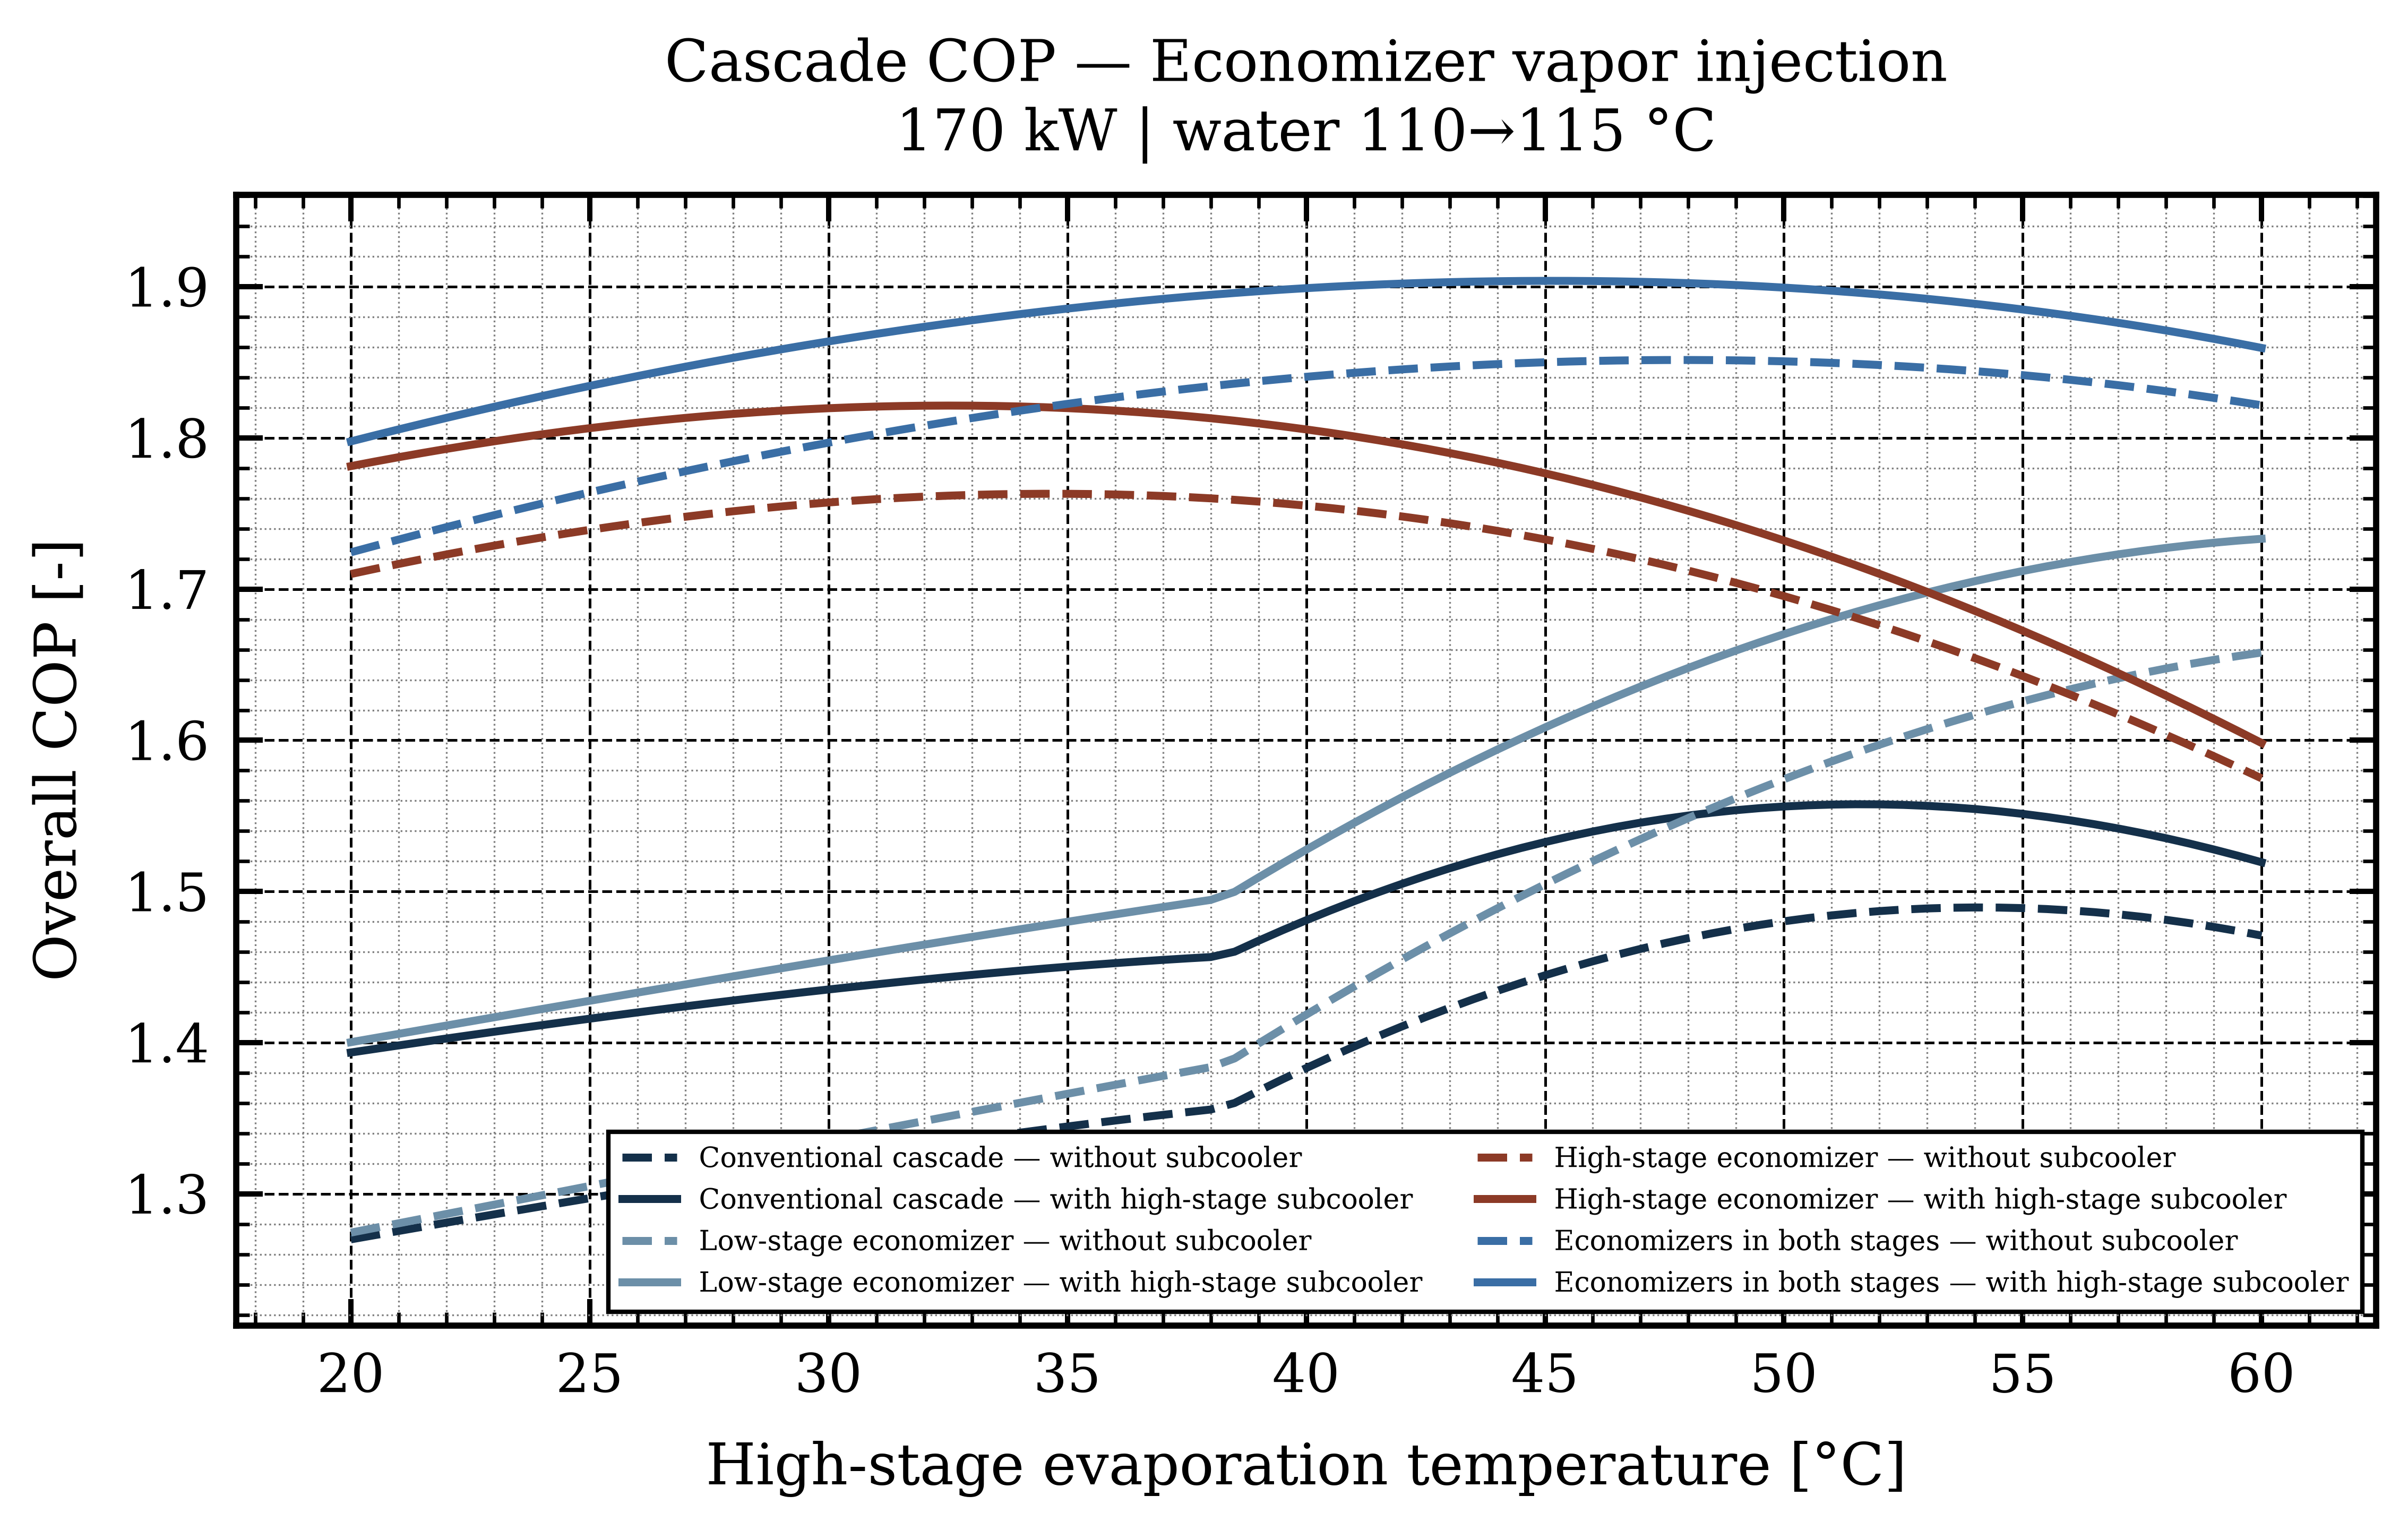 Cascade COP — Economizer vapor injection
170 kW | water 110→115 °C
Overall COP [-]
1.9
1.8
1.7
1.6
1.5
1.4
1.3
Conventional cascade — without subcooler
Conventional cascade — with high-stage subcooler
Low-stage economizer — without subcooler
Low-stage economizer — with high-stage subcooler
High-stage economizer — without subcooler
High-stage economizer — with high-stage subcooler
Economizers in both stages — without subcooler
Economizers in both stages — with high-stage subcooler
20 25 30 35 40 45 50 55 60
High-stage evaporation temperature [°C]